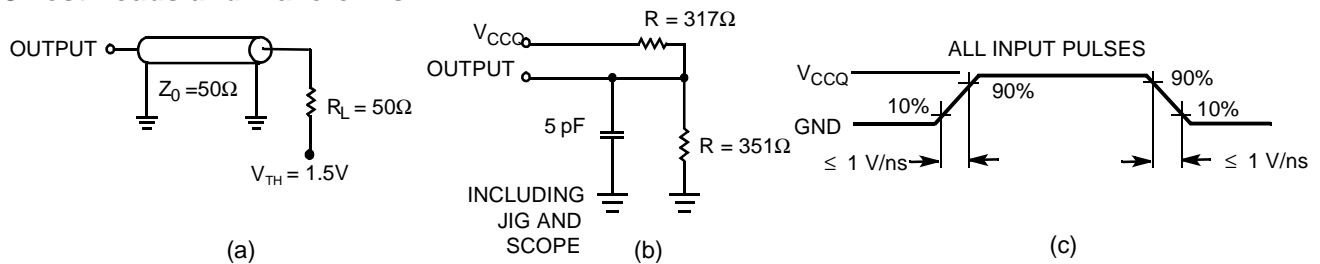 OUTPUT
Z0 =50Ω
RL = 50Ω
VTH = 1.5V
(a)
R = 317Ω
VCCQ
OUTPUT
5 pF
R = 351Ω
INCLUDING
JIG AND
SCOPE
(b)
ALL INPUT PULSES
VCCQ
90%
90%
10%
10%
GND
≤ 1 V/ns
≤ 1 V/ns
(c)